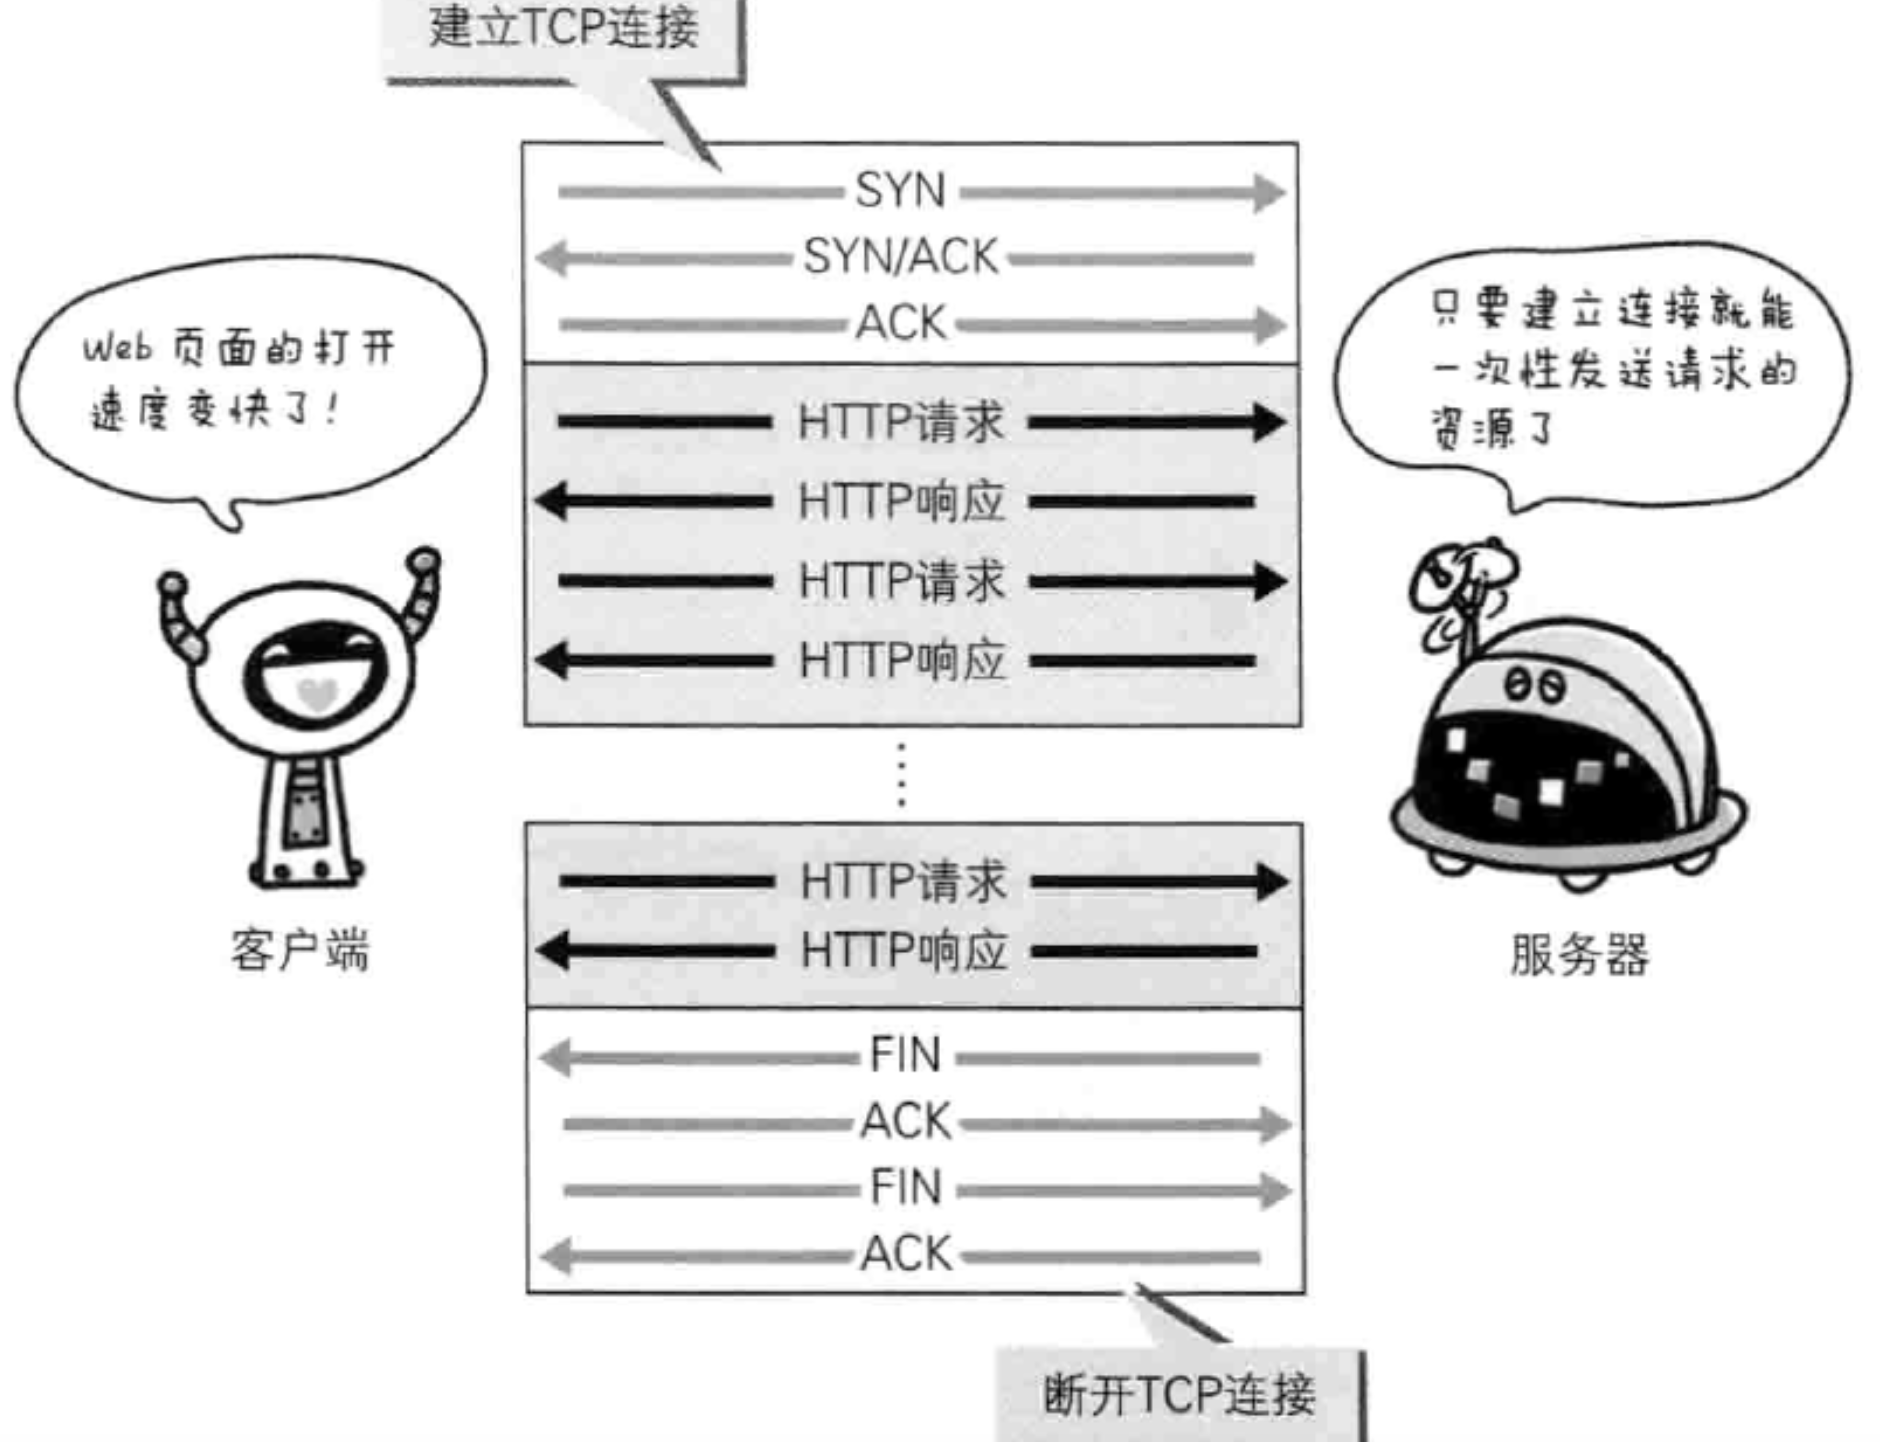 建立TCP连接
SYN
SYN/ACK
ACK
Web 页面的打开
速度变快了！
只要建立连接就能
一次性发送请求的
资源了
HTTP请求
HTTP响应
HTTP请求
HTTP响应
HTTP请求
HTTP响应
客户端
服务器
FIN
ACK
FIN
ACK
断开TCP连接